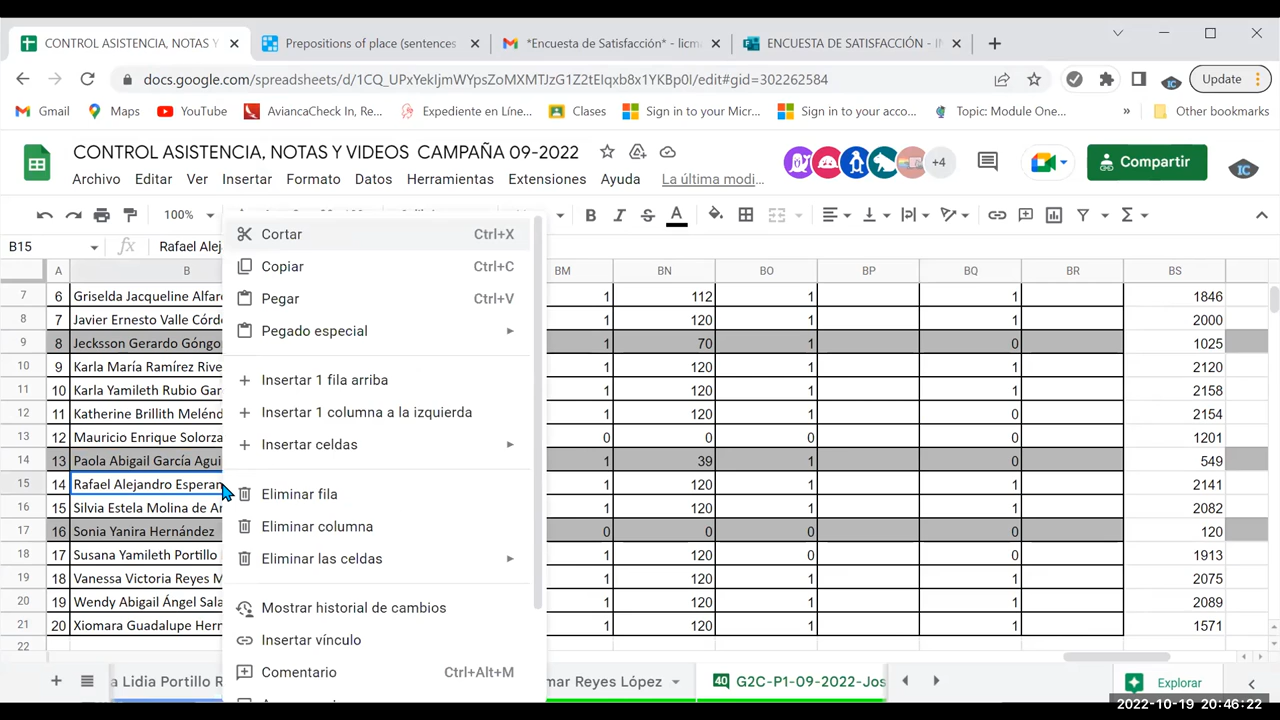 CONTROL ASISTENCIA, NOTAS Y
Prepositions of place (sentence
*Encuesta de Satisfacción* - licm
ENCUESTA DE SATISFACCIÓN - I
docs.google.com/spreadsheets/d/1CQ_UPxYekIjmWYpsZoMXMTJzG1Z2tEIqxb8x1YKBp0I/edit#gid=302262584
Update
Gmail
Maps
YouTube
AviancaCheck In, Re...
Expediente en Líne...
Clases
Sign in to your Micr...
Sign in to your acco...
Topic: Module One...
»
Other bookmarks
CONTROL ASISTENCIA, NOTAS Y VIDEOS CAMPAÑA 09-2022
+4
Compartir
Editar Ver Insertar Formato Datos Herramientas Extensiones Ayuda La última modi...
100%
B15 fx Rafael Alej
A B BM BN BO BP BQ BR BS
7 6 Griselda Jacqueline Alfar 1 112 1 1 1846
8 7 Javier Ernesto Valle Córd 1 120 1 1 2000
9 8 Jecksson Gerardo Góngo 1 70 1 0 1025
10 9 Karla María Ramírez Rive 1 120 1 1 2120
11 10 Karla Yamileth Rubio Gar 1 120 1 1 2158
12 11 Katherine Brillith Melénd 1 120 1 0 2154
13 12 Mauricio Enrique Solorza 0 0 0 0 1201
14 13 Paola Abigail García Agui 1 39 1 0 549
15 14 Rafael Alejandro Esperan 1 120 1 1 2141
16 15 Silvia Estela Molina de A 1 120 1 1 2082
17 16 Sonia Yanira Hernández 0 0 0 0 120
18 17 Susana Yamileth Portillo 1 120 0 0 1913
19 18 Vanessa Victoria Reyes M 1 120 1 1 2075
20 19 Wendy Abigail Ángel Sala 1 120 1 1 2089
21 20 Xiomara Guadalupe Hern 1 120 1 1 1571
22
Cortar Ctrl+X
Copiar Ctrl+C
Pegar Ctrl+V
Pegado especial
Insertar 1 fila arriba
Insertar 1 columna a la izquierda
Insertar celdas
Eliminar fila
Eliminar columna
Eliminar las celdas
Mostrar historial de cambios
Insertar vínculo
Comentario Ctrl+Alt+M
a Lidia Portillo R
mar Reyes López
40 G2C-P1-09-2022-Jos
Explorar
2022-10-19 20:46:22